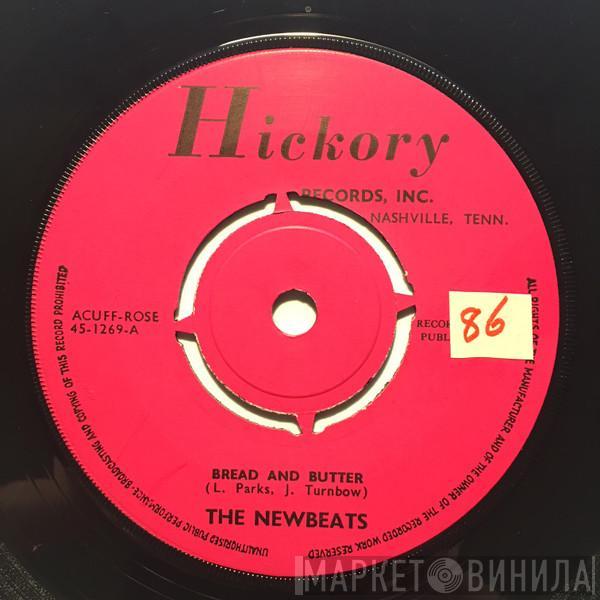 Hickory
RECORDS, INC.
NASHVILLE, TENN.
ACUFF-ROSE
45-1269-A
86
BREAD AND BUTTER
(L. Parks, J. Turnbow)
THE NEWBEATS
ALL RIGHTS OF THE MANUFACTURER AND OF THE OWNER OF THE RECORDED WORK RESERVED
UNAUTHORISED PUBLIC PERFORMANCE, BROADCASTING AND COPYING OF THIS RECORD PROHIBITED
МАРКЕТ ВИНИЛА